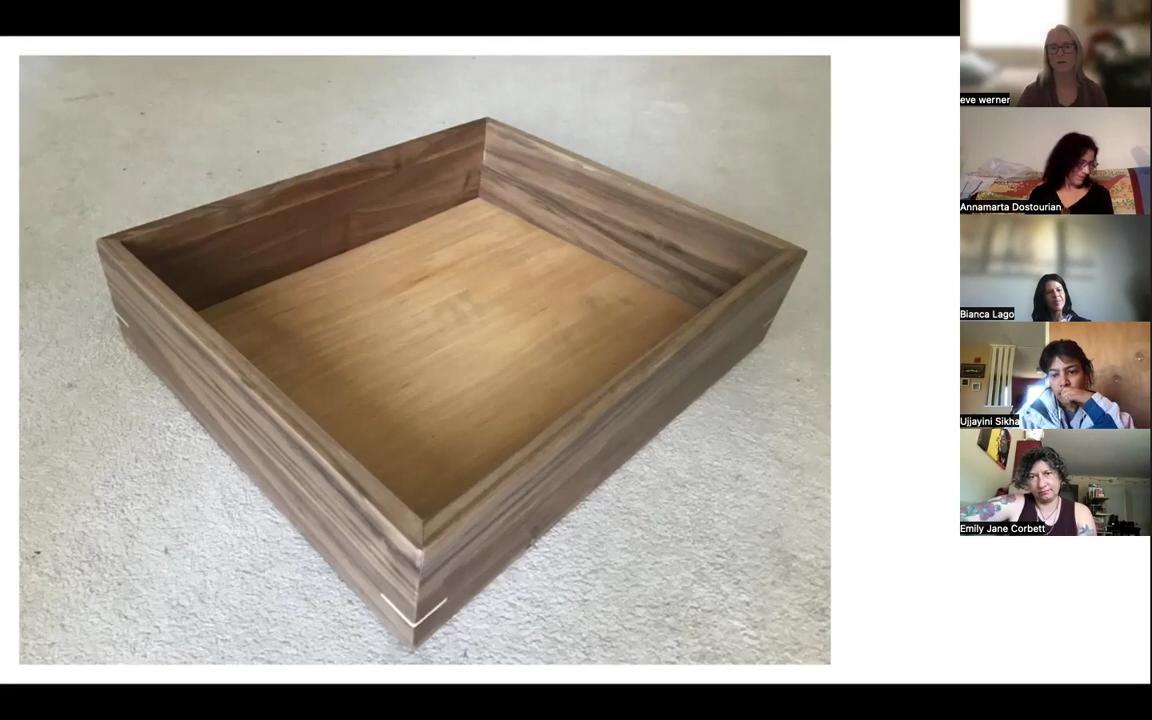 eve werner
Annamarta Dostourian
Bianca Lago
Ujjayini Sikha
Emily Jane Corbett